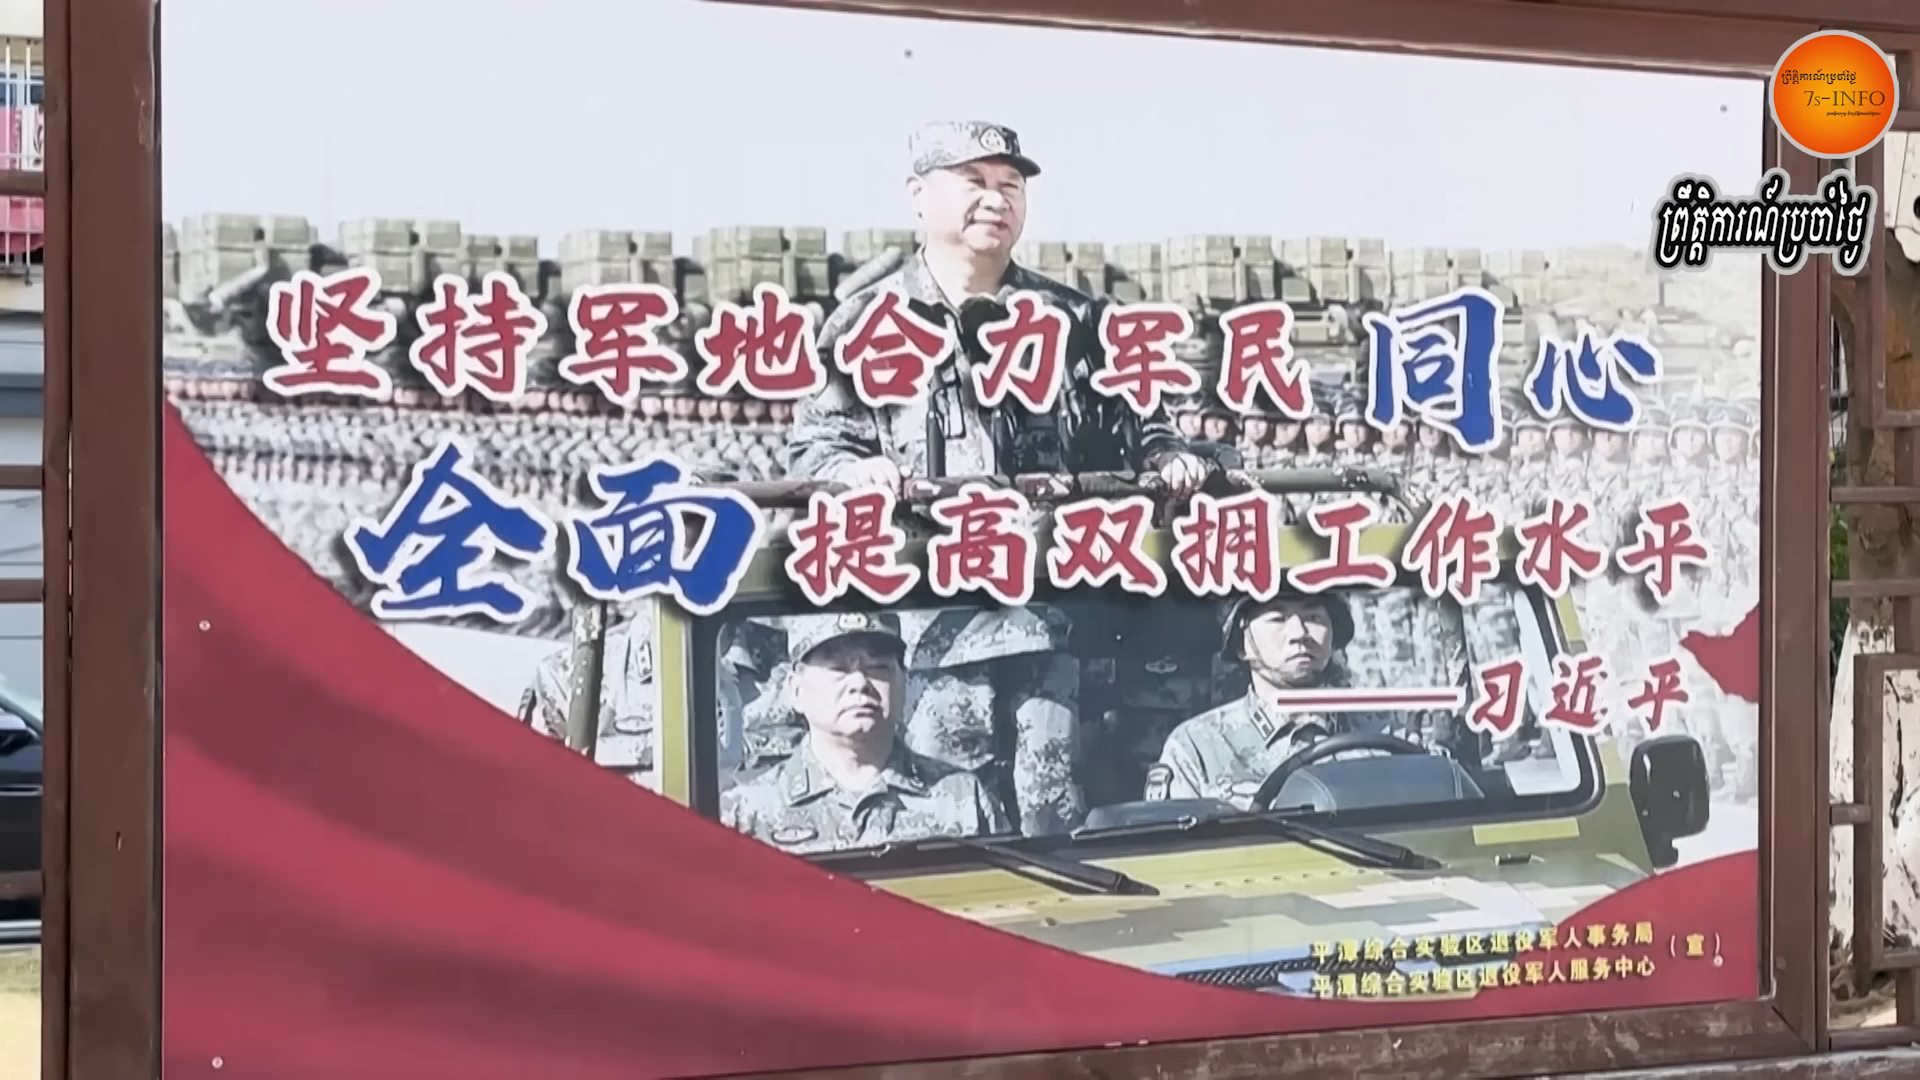 ព្រឹត្តិការណ៍ប្រចាំថ្ងៃ
7s-INFO
ព្រឹត្តិការណ៍ប្រចាំថ្ងៃ
坚持军地合力军民同心
全面提高双拥工作水平
——习近平
平潭综合实验区退役军人事务局（宣）
平潭综合实验区退役军人服务中心